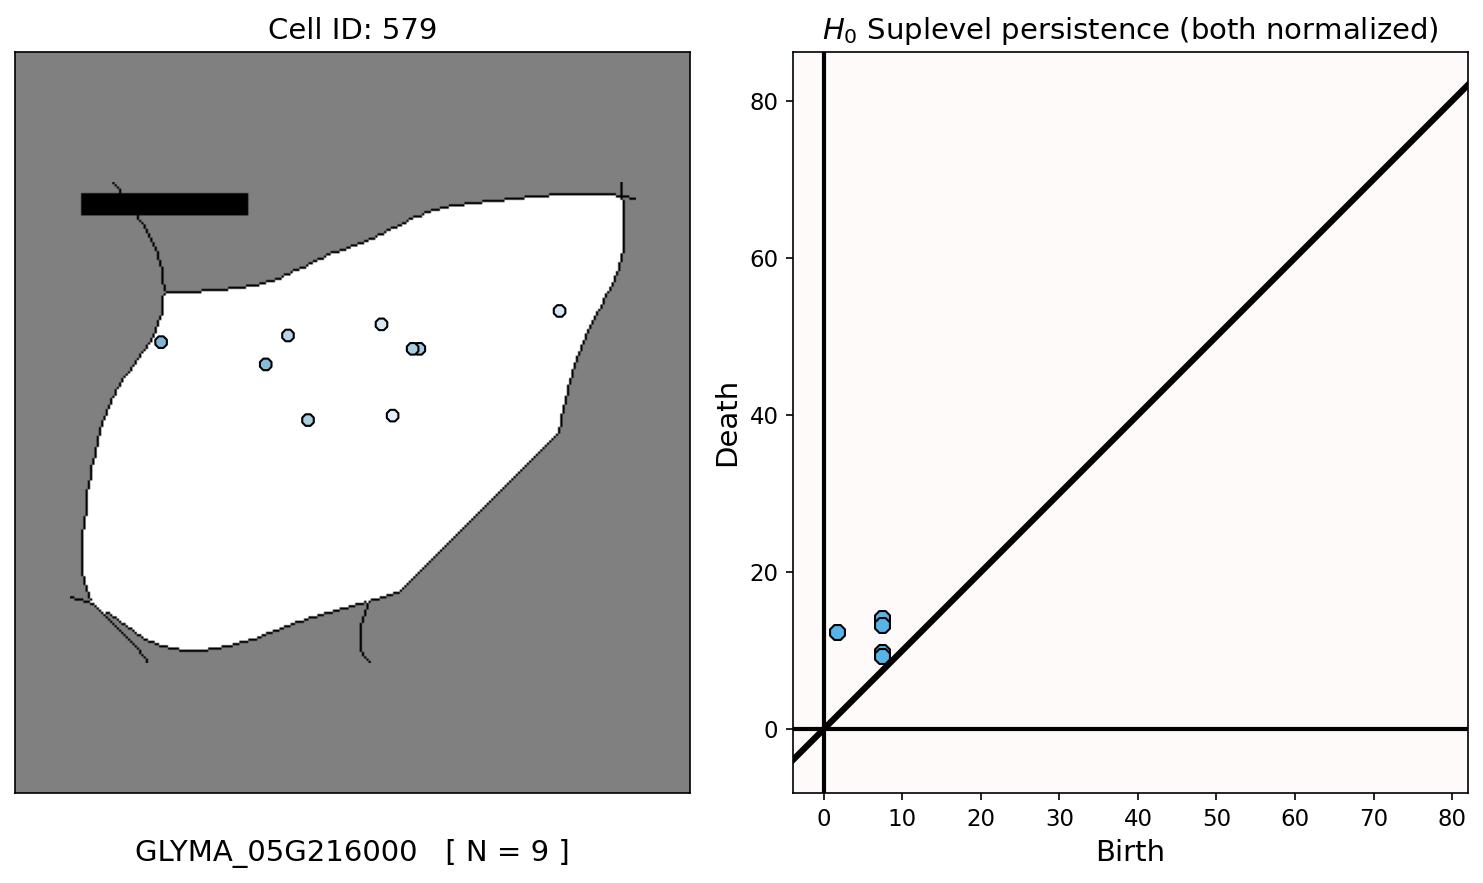 Cell ID: 579
H₀ Suplevel persistence (both normalized)
Death
80
60
40
20
0
0 10 20 30 40 50 60 70 80
Birth
GLYMA_05G216000 [ N = 9 ]